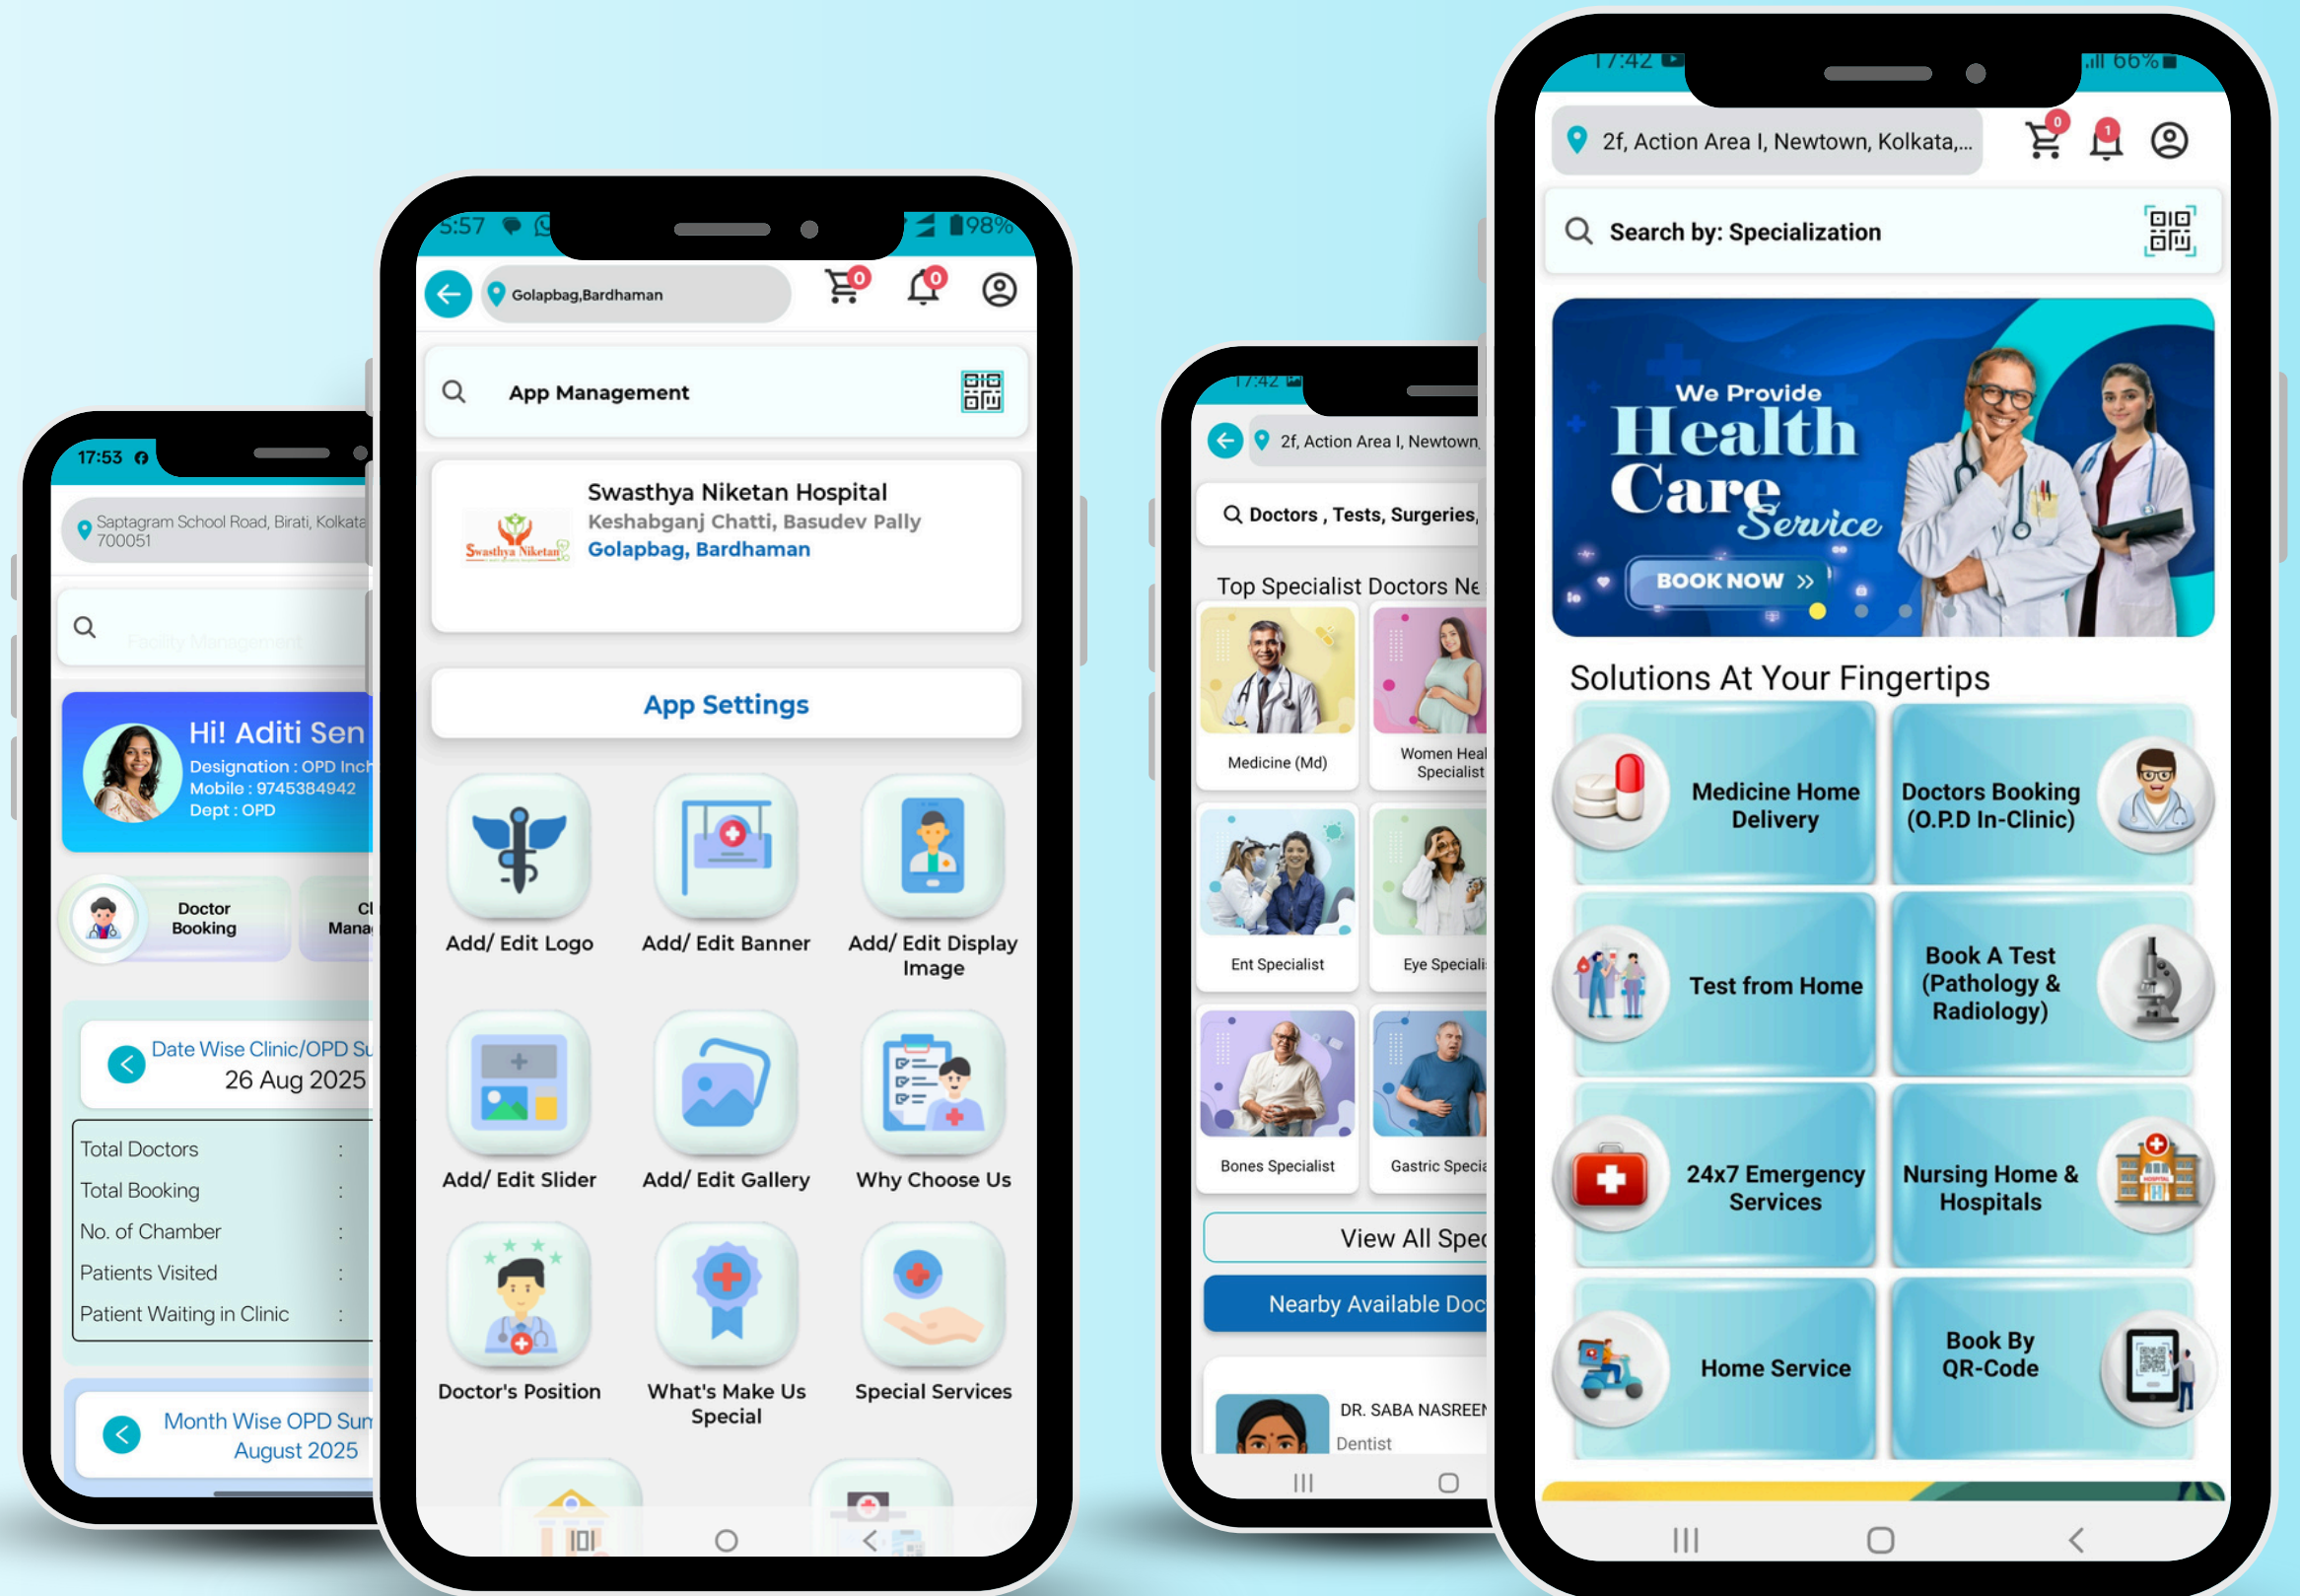 17:53
Saptagram School Road, Birati, Kolkata
700051
Facility Management
Hi! Aditi Sen
Designation : OPD Inch
Mobile : 9745384942
Dept : OPD
Doctor
Booking
Cl
Mana
Date Wise Clinic/OPD Su
26 Aug 2025
Total Doctors :
Total Booking :
No. of Chamber :
Patients Visited :
Patient Waiting in Clinic :
Month Wise OPD Sum
August 2025
5:57
98%
Golapbag,Bardhaman
0
0
App Management
Swasthya Niketan Hospital
Keshabganj Chatti, Basudev Pally
Golapbag, Bardhaman
Swasthya Niketan
App Settings
Add/ Edit Logo
Add/ Edit Banner
Add/ Edit Display
Image
Add/ Edit Slider
Add/ Edit Gallery
Why Choose Us
Doctor's Position
What's Make Us
Special
Special Services
17:42
2f, Action Area I, Newtown,
Doctors , Tests, Surgeries,
Top Specialist Doctors Ne
Medicine (Md)
Women Heal
Specialist
Ent Specialist
Eye Speciali
Bones Specialist
Gastric Specia
View All Spec
Nearby Available Doc
DR. SABA NASREEN
Dentist
17:42
66%
2f, Action Area I, Newtown, Kolkata,...
0
1
Search by: Specialization
We Provide
Health
Care
Service
BOOK NOW »
Solutions At Your Fingertips
Medicine Home
Delivery
Doctors Booking
(O.P.D In-Clinic)
Test from Home
Book A Test
(Pathology &
Radiology)
24x7 Emergency
Services
Nursing Home &
Hospitals
HOSPITAL
H
Home Service
Book By
QR-Code